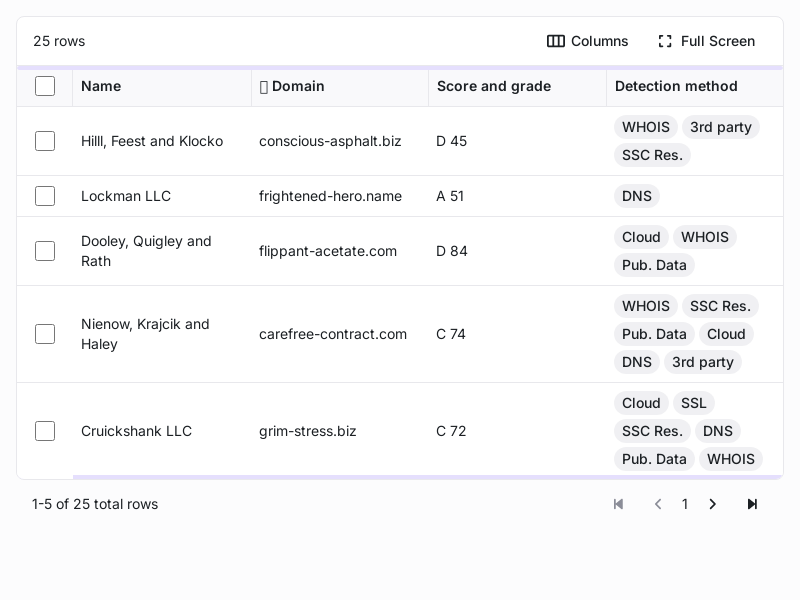 25 rows
Columns
Full Screen
Name
Domain
Score and grade
Detection method
Hilll, Feest and Klocko
conscious-asphalt.biz
D 45
WHOIS
3rd party
SSC Res.
Lockman LLC
frightened-hero.name
A 51
DNS
Dooley, Quigley and
Rath
flippant-acetate.com
D 84
Cloud
WHOIS
Pub. Data
Nienow, Krajcik and
Haley
carefree-contract.com
C 74
WHOIS
SSC Res.
Pub. Data
Cloud
DNS
3rd party
Cruickshank LLC
grim-stress.biz
C 72
Cloud
SSL
SSC Res.
DNS
Pub. Data
WHOIS
1-5 of 25 total rows
1